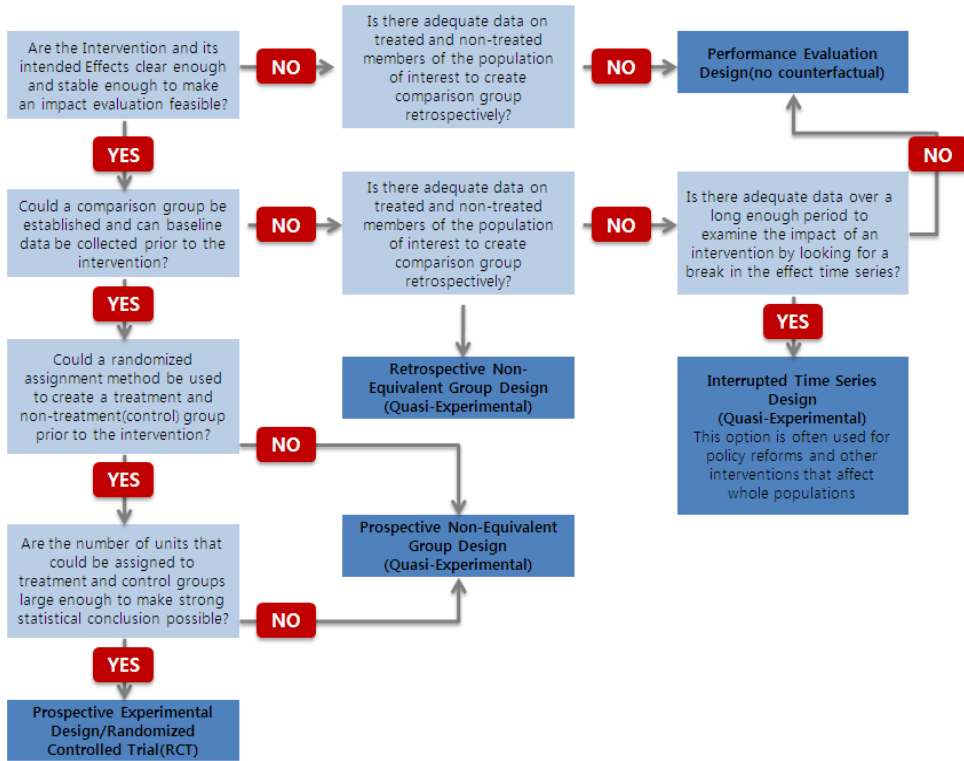 Are the Intervention and its
intended Effects clear enough
and stable enough to make
an impact evaluation feasible?
NO
Is there adequate data on
treated and non-treated
members of the population
of interest to create
comparison group
retrospectively?
NO
Performance Evaluation
Design(no counterfactual)
YES
NO
Could a comparison group be
established and can baseline
data be collected prior to the
intervention?
NO
Is there adequate data on
treated and non-treated
members of the population
of interest to create
comparison group
retrospectively?
NO
Is there adequate data over a
long enough period to
examine the impact of an
intervention by looking for a
break in the effect time series?
YES
YES
Could a randomized
assignment method be used
to create a treatment and
non-treatment(control) group
prior to the intervention?
Retrospective Non-
Equivalent Group Design
(Quasi-Experimental)
Interrupted Time Series
Design
(Quasi-Experimental)
This option is often used for
policy reforms and other
interventions that affect
whole populations
NO
YES
Are the number of units that
could be assigned to
treatment and control groups
large enough to make strong
statistical conclusion possible?
Prospective Non-Equivalent
Group Design
(Quasi-Experimental)
NO
YES
Prospective Experimental
Design/Randomized
Controlled Trial(RCT)